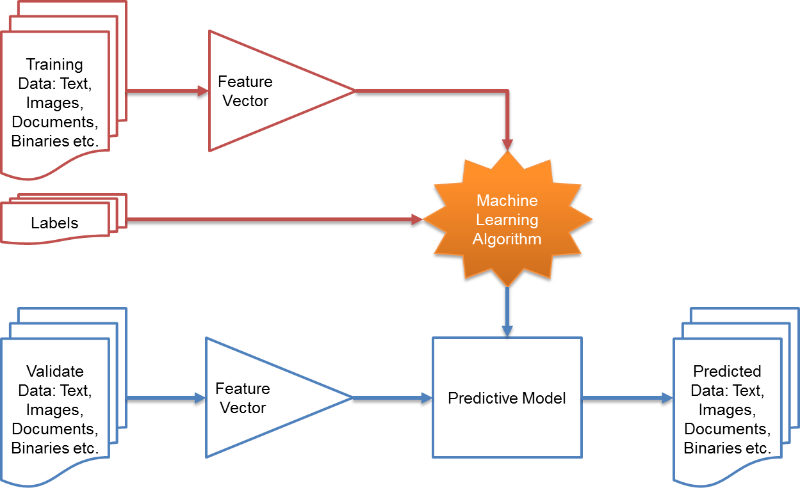 Training
Data: Text,
Images,
Documents,
Binaries etc.
Feature
Vector
Machine
Learning
Algorithm
Labels
Validate
Data: Text,
Images,
Documents,
Binaries etc.
Feature
Vector
Predictive Model
Predicted
Data: Text,
Images,
Documents,
Binaries etc.